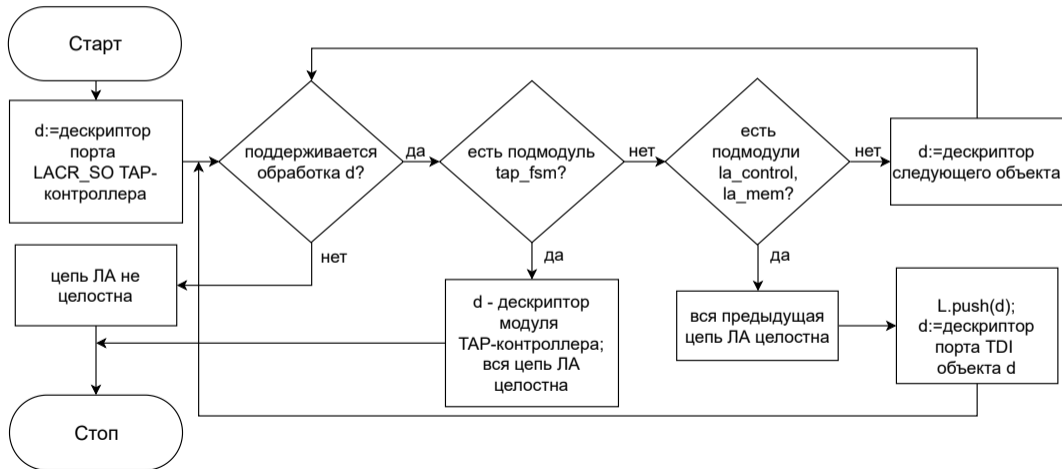 Старт
d:=дескриптор
порта
LACR_SO TAP-
контроллера
поддерживается
обработка d?
да
нет
есть подмодуль
tap_fsm?
нет
да
есть
подмодули
la_control,
la_mem?
нет
да
d:=дескриптор
следующего объекта
цепь ЛА не
целостна
d - дескриптор
модуля
TAP-контроллера;
вся цепь ЛА
целостна
вся предыдущая
цепь ЛА целостна
L.push(d);
d:=дескриптор
порта TDI
объекта d
Стоп